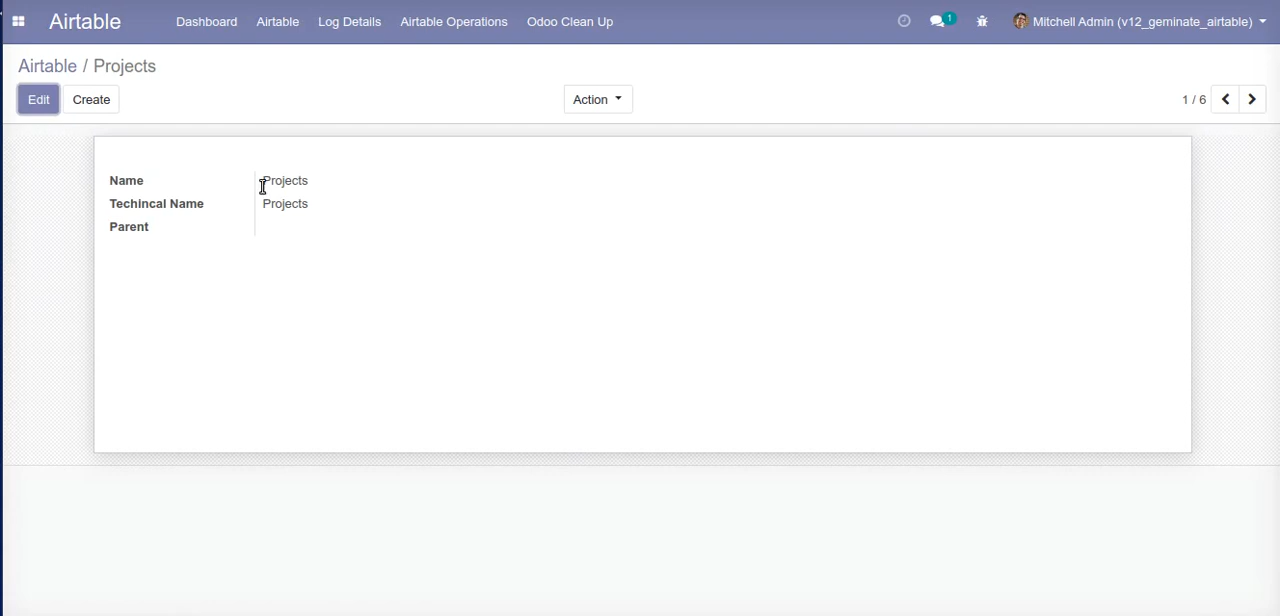 Airtable Dashboard Airtable Log Details Airtable Operations Odoo Clean Up 1 Mitchell Admin (v12_geminate_airtable)
Airtable / Projects
Edit Create Action 1 / 6
Name Projects
Techincal Name Projects
Parent